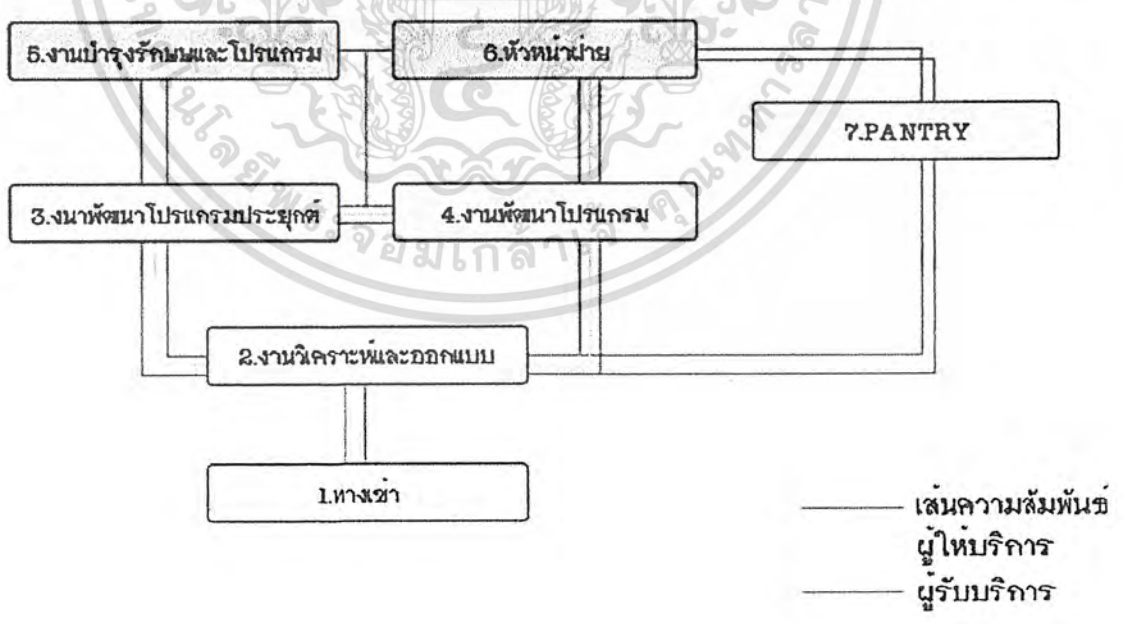 5.งานบำรุงรักษษและโปรแกรม
6.หัวหน้าฝ่าย
7.PANTRY
3.งนาพัฒนาโปรแกรมประยุกต์
4.งานพัฒนาโปรแกรม
2.งานวิเคราะห์และออกแบบ
1.ทางเข้า
เส้นความสัมพันธ์
ผู้ให้บริการ
ผู้รับบริการ